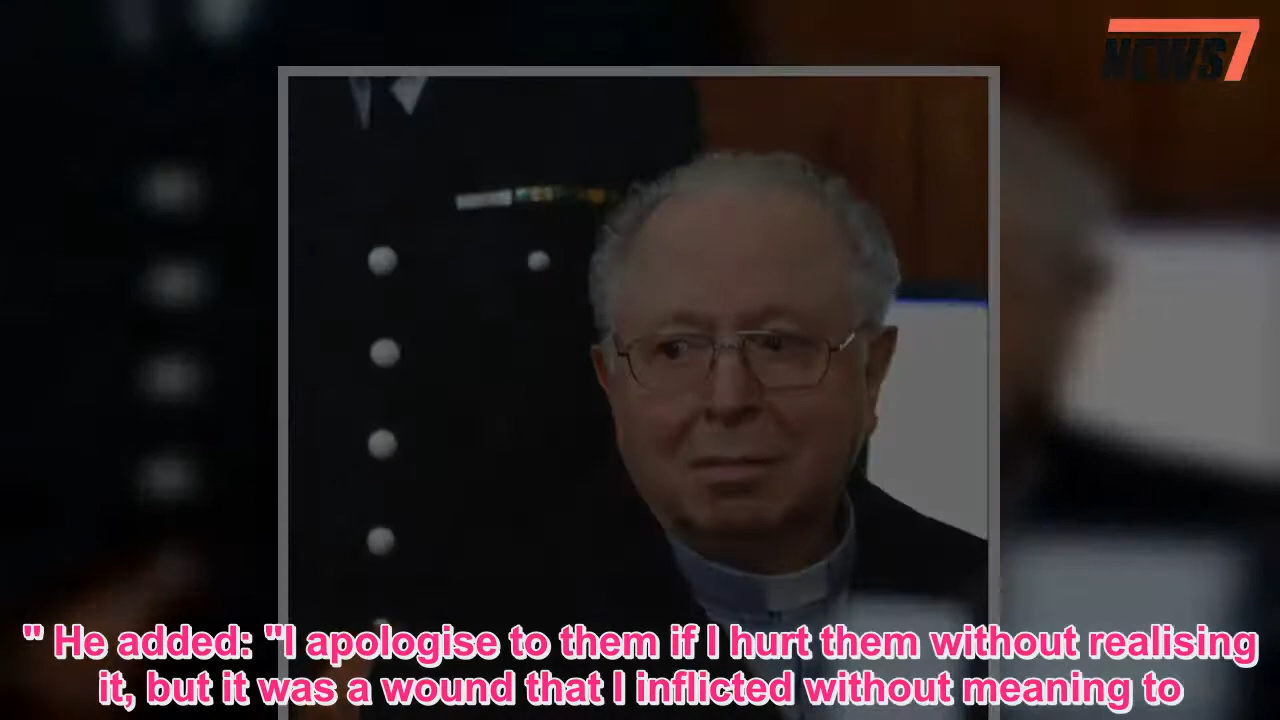 NEWS7
" He added: "I apologise to them if I hurt them without realising
it, but it was a wound that I inflicted without meaning to